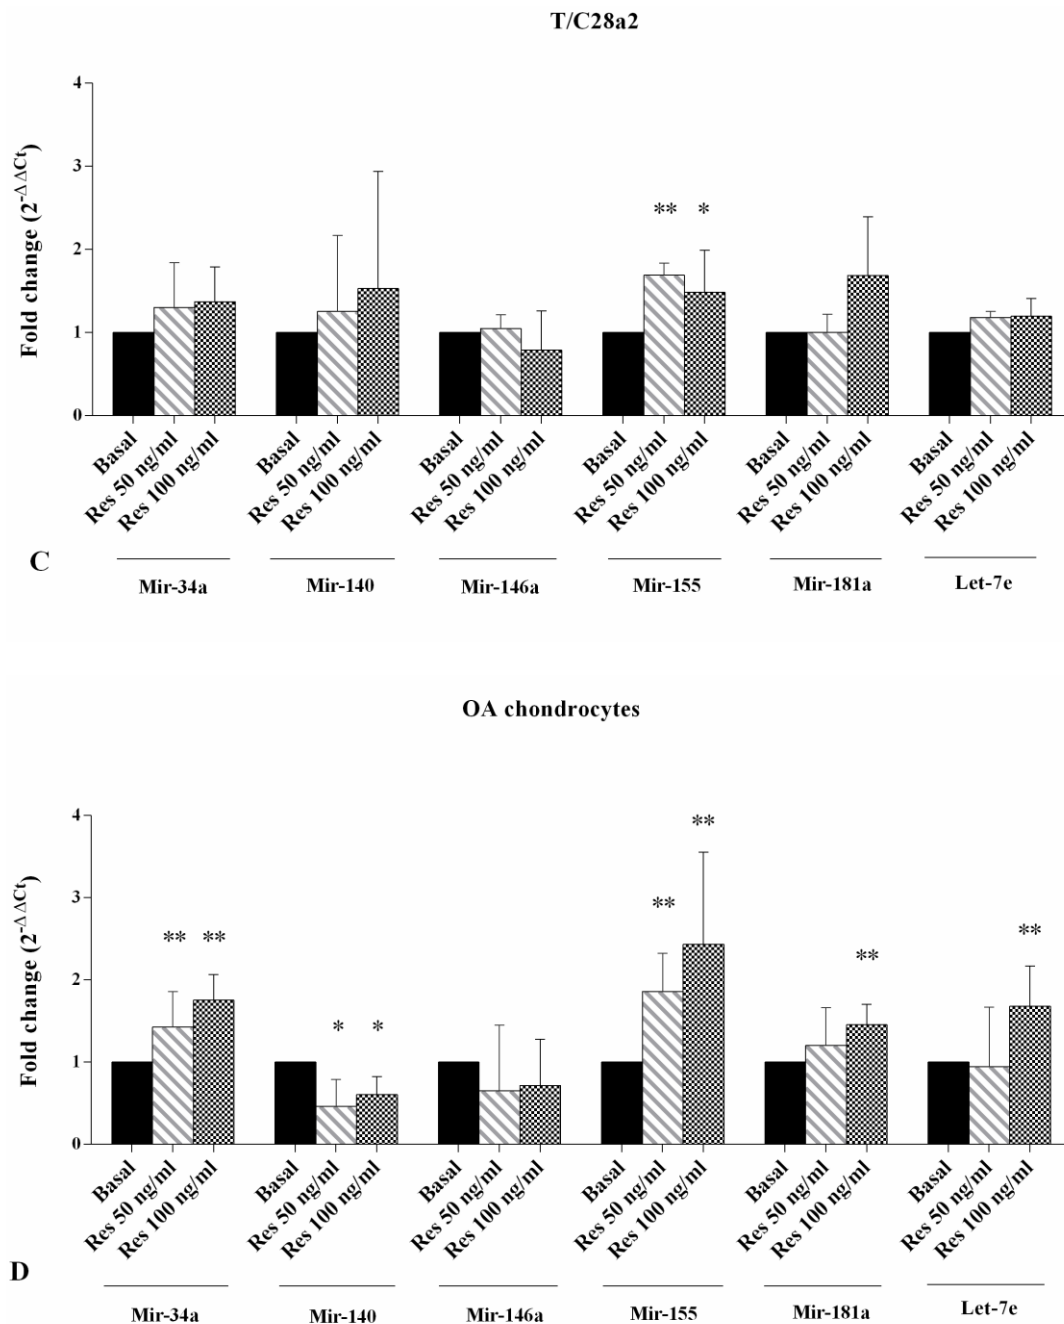 T/C28a2
Fold change (2^-ΔΔCt)
4
3
2
1
0
** *
Basal
Res 50 ng/ml
Res 100 ng/ml
Basal
Res 50 ng/ml
Res 100 ng/ml
Basal
Res 50 ng/ml
Res 100 ng/ml
Basal
Res 50 ng/ml
Res 100 ng/ml
Basal
Res 50 ng/ml
Res 100 ng/ml
Basal
Res 50 ng/ml
Res 100 ng/ml
C
Mir-34a Mir-140 Mir-146a Mir-155 Mir-181a Let-7e
OA chondrocytes
Fold change (2^-ΔΔCt)
4
3
2
1
0
** ** * * ** ** ** **
Basal
Res 50 ng/ml
Res 100 ng/ml
Basal
Res 50 ng/ml
Res 100 ng/ml
Basal
Res 50 ng/ml
Res 100 ng/ml
Basal
Res 50 ng/ml
Res 100 ng/ml
Basal
Res 50 ng/ml
Res 100 ng/ml
Basal
Res 50 ng/ml
Res 100 ng/ml
D
Mir-34a Mir-140 Mir-146a Mir-155 Mir-181a Let-7e